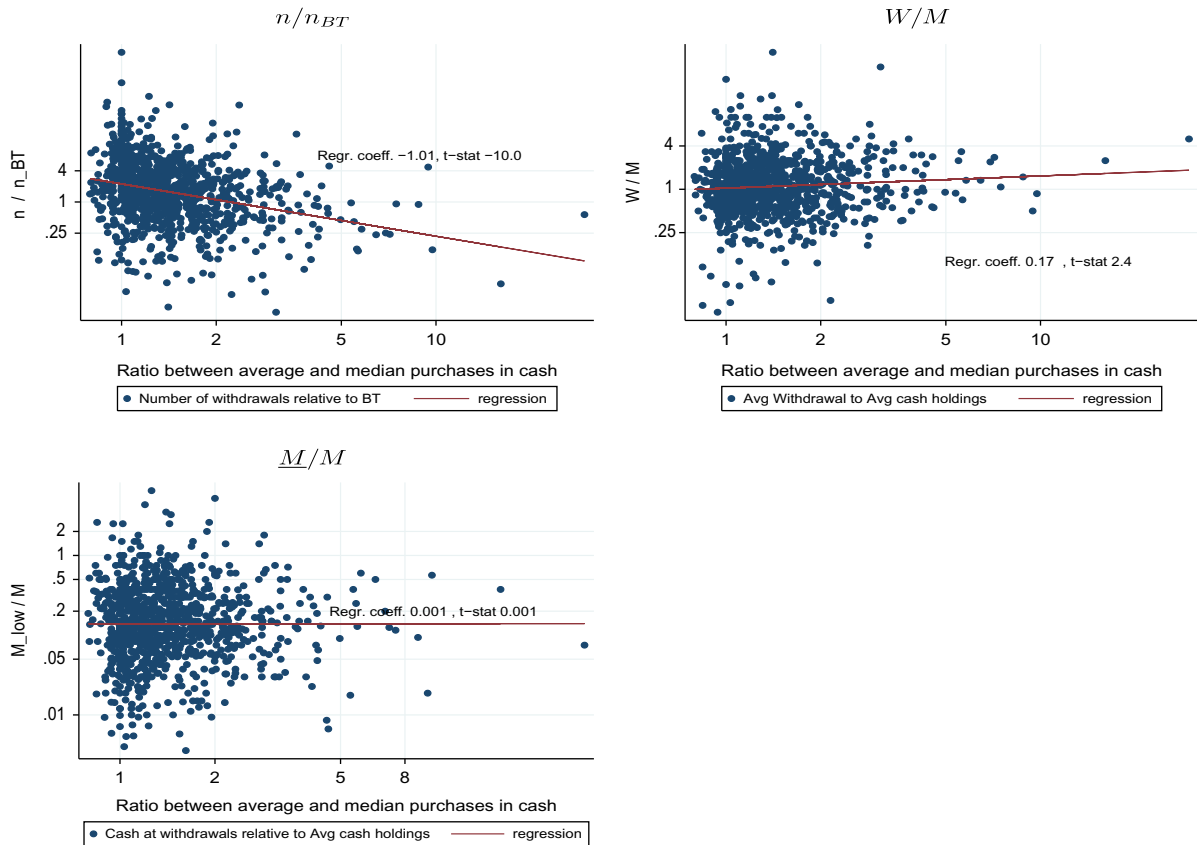 n/n_BT
n / n_BT
4
1
.25
Regr. coeff. −1.01, t−stat −10.0
1 2 5 10
Ratio between average and median purchases in cash
Number of withdrawals relative to BT regression
W/M
W / M
4
1
.25
Regr. coeff. 0.17 , t−stat 2.4
1 2 5 10
Ratio between average and median purchases in cash
Avg Withdrawal to Avg cash holdings regression
M/M
M_low / M
2
1
.5
.2
.05
.01
Regr. coeff. 0.001 , t−stat 0.001
1 2 5 8
Ratio between average and median purchases in cash
Cash at withdrawals relative to Avg cash holdings regression